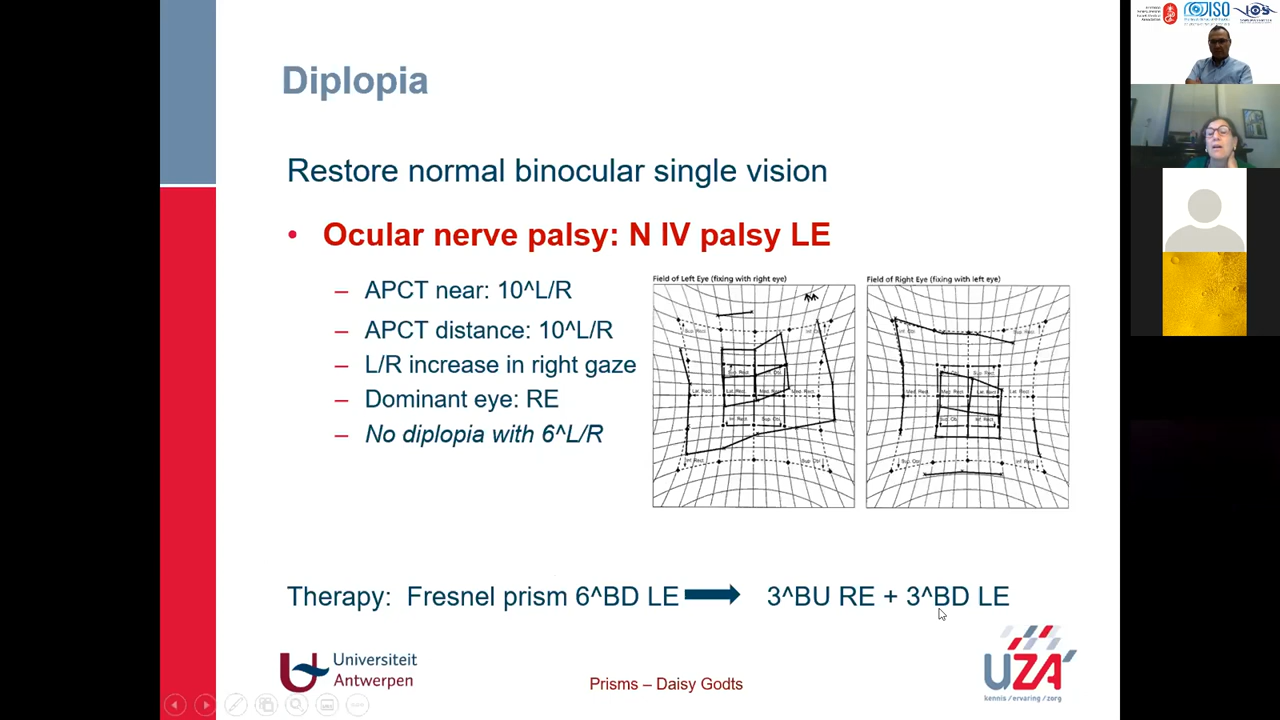 Diplopia
Restore normal binocular single vision
• Ocular nerve palsy: N IV palsy LE
– APCT near: 10^L/R
– APCT distance: 10^L/R
– L/R increase in right gaze
– Dominant eye: RE
– No diplopia with 6^L/R
Field of Left Eye (fixing with right eye)
Field of Right Eye (fixing with left eye)
Therapy: Fresnel prism 6^BD LE 3^BU RE + 3^BD LE
Universiteit
Antwerpen
Prisms – Daisy Godts
UZA
kennis / ervaring / zorg
ISO
IOS